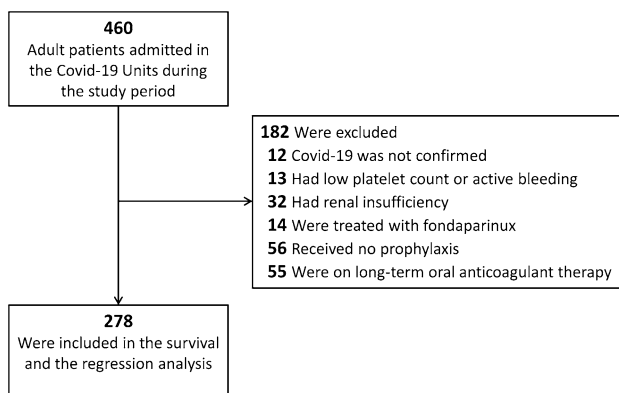 460
Adult patients admitted in
the Covid-19 Units during
the study period
182 Were excluded
12 Covid-19 was not confirmed
13 Had low platelet count or active bleeding
32 Had renal insufficiency
14 Were treated with fondaparinux
56 Received no prophylaxis
55 Were on long-term oral anticoagulant therapy
278
Were included in the survival
and the regression analysis